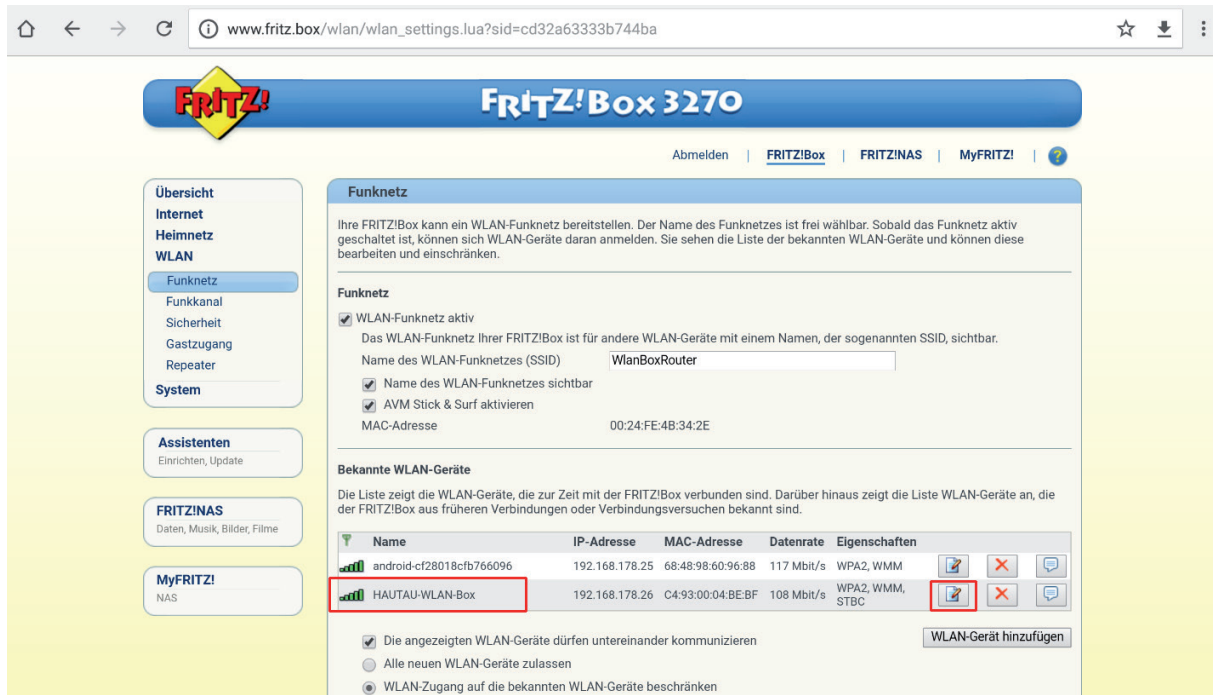 www.fritz.box/wlan/wlan_settings.lua?sid=cd32a63333b744ba
FRITZ!
FRITZ!Box 3270
Abmelden | FRITZ!Box | FRITZ!NAS | MyFRITZ! | ?
Übersicht
Internet
Heimnetz
WLAN
Funknetz
Funkkanal
Sicherheit
Gastzugang
Repeater
System
Assistenten
Einrichten, Update
FRITZ!NAS
Daten, Musik, Bilder, Filme
MyFRITZ!
NAS
Funknetz
Ihre FRITZ!Box kann ein WLAN-Funknetz bereitstellen. Der Name des Funknetzes ist frei wählbar. Sobald das Funknetz aktiv
geschaltet ist, können sich WLAN-Geräte daran anmelden. Sie sehen die Liste der bekannten WLAN-Geräte und können diese
bearbeiten und einschränken.
Funknetz
WLAN-Funknetz aktiv
Das WLAN-Funknetz Ihrer FRITZ!Box ist für andere WLAN-Geräte mit einem Namen, der sogenannten SSID, sichtbar.
Name des WLAN-Funknetzes (SSID) WlanBoxRouter
Name des WLAN-Funknetzes sichtbar
AVM Stick & Surf aktivieren
MAC-Adresse 00:24:FE:4B:34:2E
Bekannte WLAN-Geräte
Die Liste zeigt die WLAN-Geräte, die zur Zeit mit der FRITZ!Box verbunden sind. Darüber hinaus zeigt die Liste WLAN-Geräte an, die
der FRITZ!Box aus früheren Verbindungen oder Verbindungsversuchen bekannt sind.
Name IP-Adresse MAC-Adresse Datenrate Eigenschaften
android-cf28018cfb766096 192.168.178.25 68:48:98:60:96:88 117 Mbit/s WPA2, WMM
HAUTAU-WLAN-Box 192.168.178.26 C4:93:00:04:BE:BF 108 Mbit/s WPA2, WMM,
STBC
Die angezeigten WLAN-Geräte dürfen untereinander kommunizieren
WLAN-Gerät hinzufügen
Alle neuen WLAN-Geräte zulassen
WLAN-Zugang auf die bekannten WLAN-Geräte beschränken